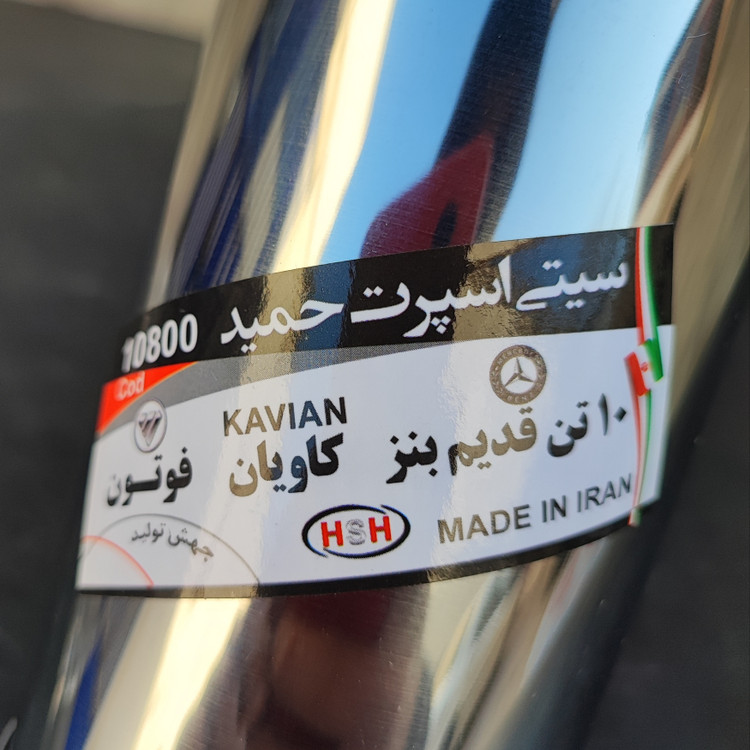 سیتی اسپرت حمید 10800
Cod
۱۰ تن قدیم بنز
KAVIAN
کاویان
فوتون
MADE IN IRAN
HSH
جهش تولید